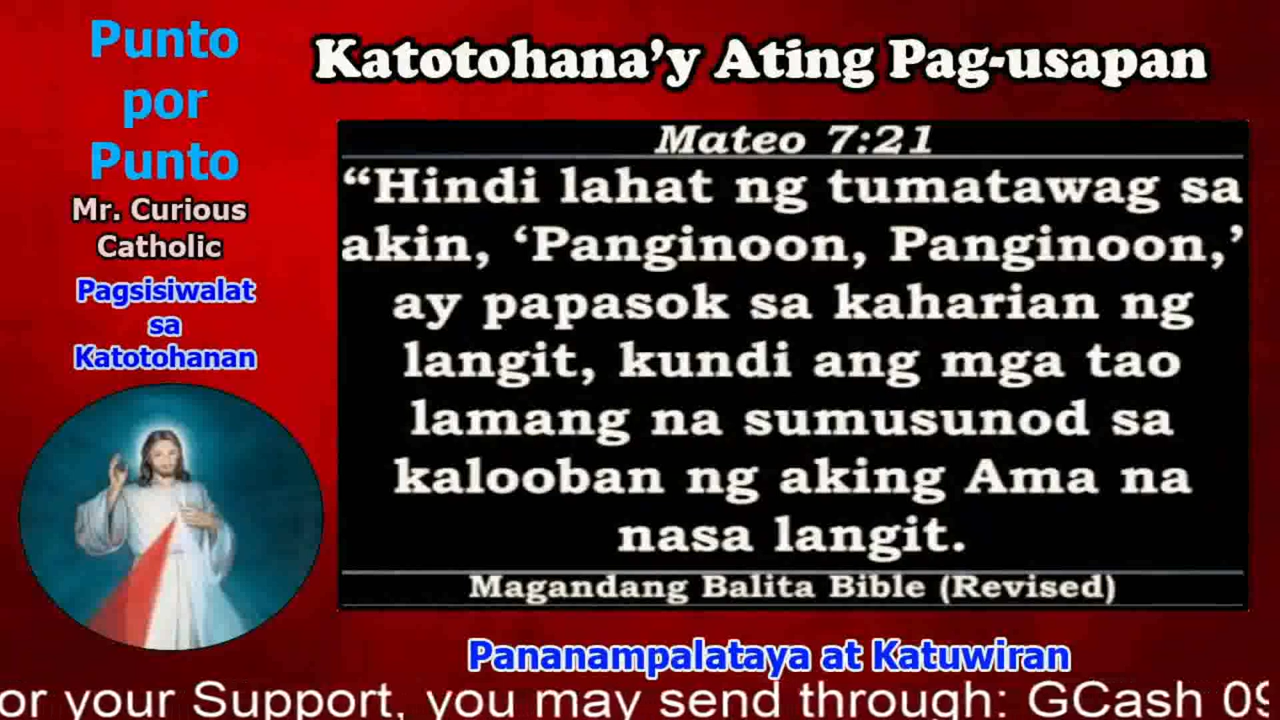 Punto
por
Punto
Mr. Curious
Catholic
Pagsisiwalat
sa
Katotohanan
Katotohana’y Ating Pag-usapan
Mateo 7:21
“Hindi lahat ng tumatawag sa
akin, ‘Panginoon, Panginoon,’
ay papasok sa kaharian ng
langit, kundi ang mga tao
lamang na sumusunod sa
kalooban ng aking Ama na
nasa langit.
Magandang Balita Bible (Revised)
Pananampalataya at Katuwiran
or your Support, you may send through: GCash 09